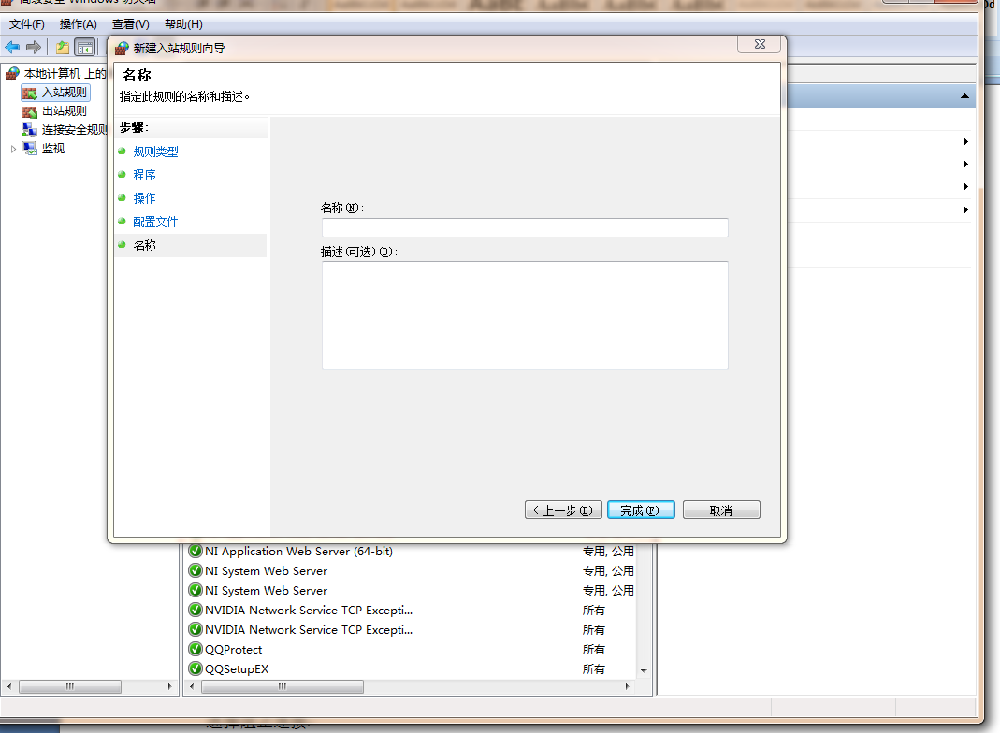 文件(F) 操作(A) 查看(V) 帮助(H)
新建入站规则向导
本地计算机 上的
入站规则
出站规则
连接安全规则
监视
名称
指定此规则的名称和描述。
步骤:
规则类型
程序
操作
配置文件
名称
名称(N):
描述(可选)(D):
< 上一步(B) 完成(F) 取消
NI Application Web Server (64-bit) 专用, 公用
NI System Web Server 专用, 公用
NI System Web Server 专用, 公用
NVIDIA Network Service TCP Excepti... 所有
NVIDIA Network Service TCP Excepti... 所有
QQProtect 所有
QQSetupEX 所有